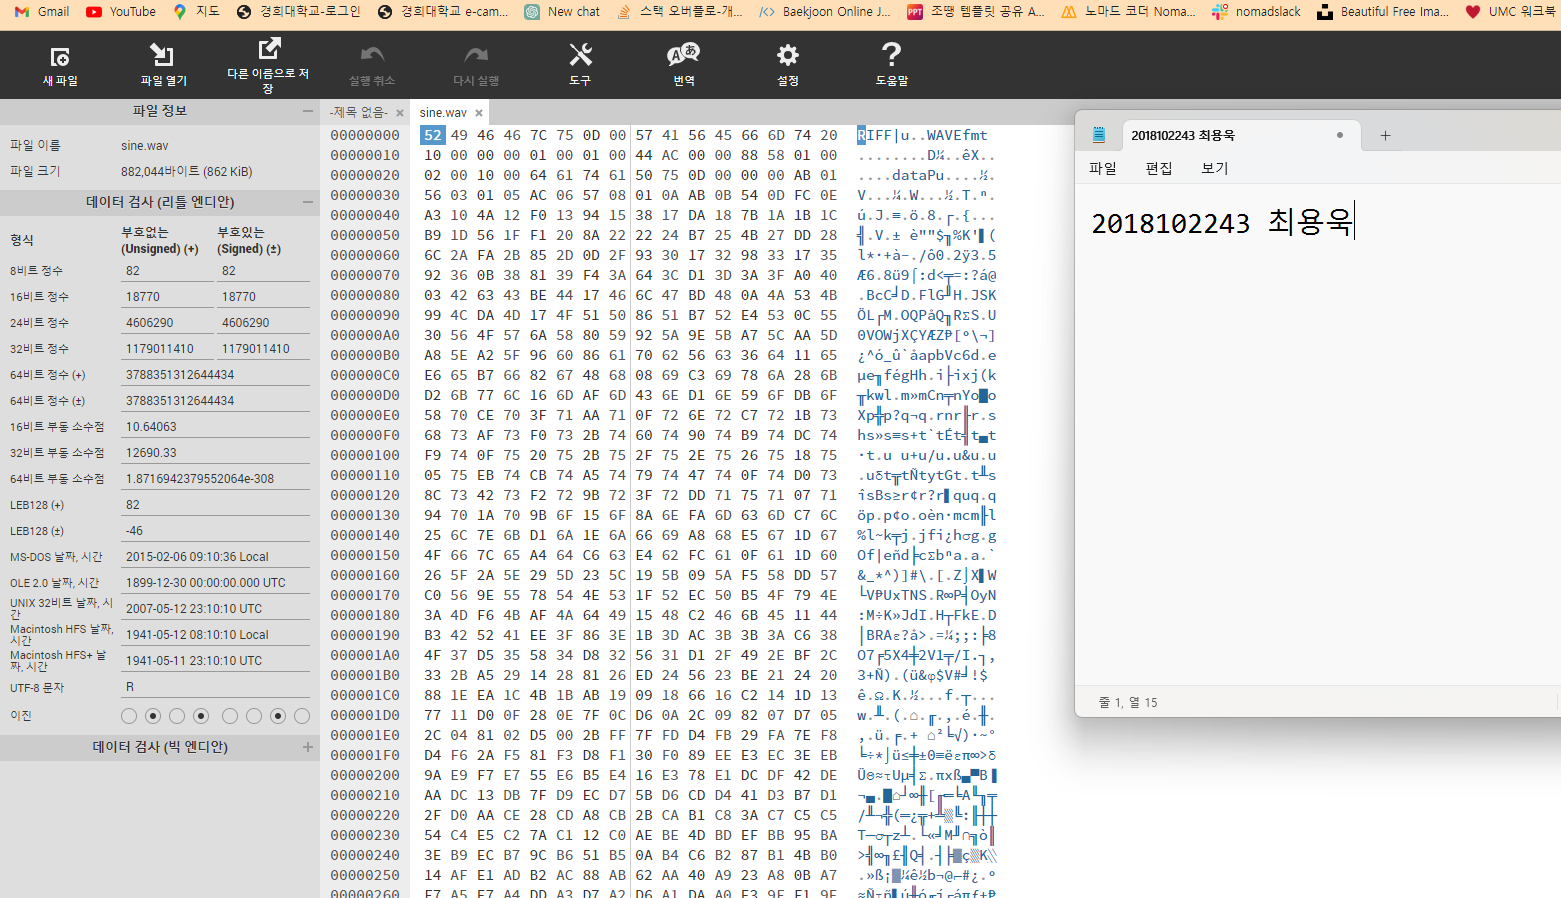 Gmail YouTube 지도 경희대학교-로그인 경희대학교 e-cam... New chat 스택 오버플로-개... Baekjoon Online J... 조땡 템플릿 공유 A... 노마드 코더 Noma... nomadslack Beautiful Free Ima... UMC 워크북
새 파일 파일 열기 다른 이름으로 저장 실행 취소 다시 실행 도구 번역 설정 도움말
파일 정보
파일 이름 sine.wav
파일 크기 882,044바이트 (862 KiB)
데이터 검사 (리틀 엔디안)
형식 부호없는 (Unsigned) (+) 부호있는 (Signed) (±)
8비트 정수 82 82
16비트 정수 18770 18770
24비트 정수 4606290 4606290
32비트 정수 1179011410 1179011410
64비트 정수 (+) 3788351312644434
64비트 정수 (±) 3788351312644434
16비트 부동 소수점 10.64063
32비트 부동 소수점 12690.33
64비트 부동 소수점 1.8716942379552064e-308
LEB128 (+) 82
LEB128 (±) -46
MS-DOS 날짜, 시간 2015-02-06 09:10:36 Local
OLE 2.0 날짜, 시간 1899-12-30 00:00:00.000 UTC
UNIX 32비트 날짜, 시간 2007-05-12 23:10:10 UTC
Macintosh HFS 날짜, 시간 1941-05-12 08:10:10 Local
Macintosh HFS+ 날짜, 시간 1941-05-11 23:10:10 UTC
UTF-8 문자 R
이진
데이터 검사 (빅 엔디안)
-제목 없음- sine.wav
00000000 52 49 46 46 7C 75 0D 00 57 41 56 45 66 6D 74 20 RIFF|u..WAVEfmt
00000010 10 00 00 00 01 00 01 00 44 AC 00 00 88 58 01 00
00000020 02 00 10 00 64 61 74 61 50 75 0D 00 00 00 AB 01
00000030 56 03 01 05 AC 06 57 08 01 0A AB 0B 54 0D FC 0E
00000040 A3 10 4A 12 F0 13 94 15 38 17 DA 18 7B 1A 1B 1C
00000050 B9 1D 56 1F F1 20 8A 22 22 24 B7 25 4B 27 DD 28
00000060 6C 2A FA 2B 85 2D 0D 2F 93 30 17 32 98 33 17 35
00000070 92 36 0B 38 81 39 F4 3A 64 3C D1 3D 3A 3F A0 40
00000080 03 42 63 43 BE 44 17 46 6C 47 BD 48 0A 4A 53 4B
00000090 99 4C DA 4D 17 4F 51 50 86 51 B7 52 E4 53 0C 55
000000A0 30 56 4F 57 6A 58 80 59 92 5A 9E 5B A7 5C AA 5D
000000B0 A8 5E A2 5F 96 60 86 61 70 62 56 63 36 64 11 65
000000C0 E6 65 B7 66 82 67 48 68 08 69 C3 69 78 6A 28 6B
000000D0 D2 6B 77 6C 16 6D AF 6D 43 6E D1 6E 59 6F DB 6F
000000E0 58 70 CE 70 3F 71 AA 71 0F 72 6E 72 C7 72 1B 73
000000F0 68 73 AF 73 F0 73 2B 74 60 74 90 74 B9 74 DC 74
00000100 F9 74 0F 75 20 75 2B 75 2F 75 2E 75 26 75 18 75
00000110 05 75 EB 74 CB 74 A5 74 79 74 47 74 0F 74 D0 73
00000120 8C 73 42 73 F2 72 9B 72 3F 72 DD 71 75 71 07 71
00000130 94 70 1A 70 9B 6F 15 6F 8A 6E FA 6D 63 6D C7 6C
00000140 25 6C 7E 6B D1 6A 1E 6A 66 69 A8 68 E5 67 1D 67
00000150 4F 66 7C 65 A4 64 C6 63 E4 62 FC 61 0F 61 1D 60
00000160 26 5F 2A 5E 29 5D 23 5C 19 5B 09 5A F5 58 DD 57
00000170 C0 56 9E 55 78 54 4E 53 1F 52 EC 50 B5 4F 79 4E
00000180 3A 4D F6 4B AF 4A 64 49 15 48 C2 46 6B 45 11 44
00000190 B3 42 52 41 EE 3F 86 3E 1B 3D AC 3B 3B 3A C6 38
000001A0 4F 37 D5 35 58 34 D8 32 56 31 D1 2F 49 2E BF 2C
000001B0 33 2B A5 29 14 28 81 26 ED 24 56 23 BE 21 24 20
000001C0 88 1E EA 1C 4B 1B AB 19 09 18 66 16 C2 14 1D 13
000001D0 77 11 D0 0F 28 0E 7F 0C D6 0A 2C 09 82 07 D7 05
000001E0 2C 04 81 02 D5 00 2B FF 7F FD D4 FB 29 FA 7E F8
000001F0 D4 F6 2A F5 81 F3 D8 F1 30 F0 89 EE E3 EC 3E EB
00000200 9A E9 F7 E7 55 E6 B5 E4 16 E3 78 E1 DC DF 42 DE
00000210 AA DC 13 DB 7F D9 EC D7 5B D6 CD D4 41 D3 B7 D1
00000220 2F D0 AA CE 28 CD A8 CB 2B CA B1 C8 3A C7 C5 C5
00000230 54 C4 E5 C2 7A C1 12 C0 AE BE 4D BD EF BB 95 BA
00000240 3E B9 EC B7 9C B6 51 B5 0A B4 C6 B2 87 B1 4B B0
00000250 14 AF E1 AD B2 AC 88 AB 62 AA 40 A9 23 A8 0B A7
00000260
2018102243 최용욱
파일 편집 보기
2018102243 최용욱
줄 1, 열 15